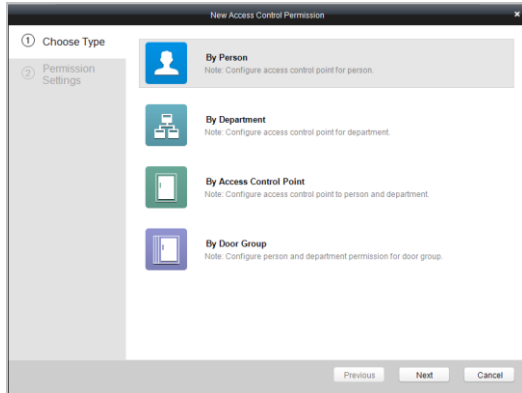 New Access Control Permission
×
1 Choose Type
2 Permission
Settings
By Person
Note: Configure access control point for person.
By Department
Note: Configure access control point for department.
By Access Control Point
Note: Configure access control point to person and department.
By Door Group
Note: Configure person and department permission for door group.
Previous Next Cancel